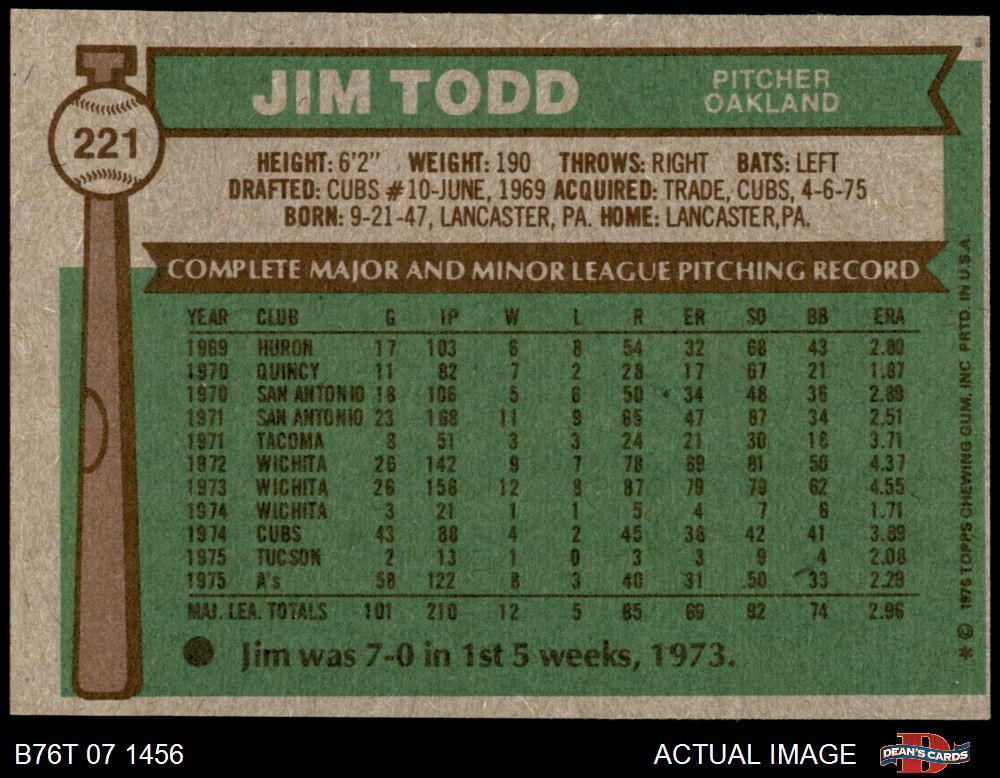 JIM TODD
PITCHER
OAKLAND
221
HEIGHT: 6'2" WEIGHT: 190 THROWS: RIGHT BATS: LEFT
DRAFTED: CUBS #10-JUNE, 1969 ACQUIRED: TRADE, CUBS, 4-6-75
BORN: 9-21-47, LANCASTER, PA. HOME: LANCASTER, PA.
COMPLETE MAJOR AND MINOR LEAGUE PITCHING RECORD
YEAR CLUB G IP W L R ER SO BB ERA
1969 HURON 17 103 6 8 54 32 68 43 2.80
1970 QUINCY 11 82 7 2 28 17 67 21 1.87
1970 SAN ANTONIO 18 106 5 6 50 34 48 36 2.89
1971 SAN ANTONIO 23 168 11 9 65 47 87 34 2.51
1971 TACOMA 8 51 3 3 24 21 30 16 3.71
1972 WICHITA 26 142 9 7 78 69 81 50 4.37
1973 WICHITA 26 156 12 8 87 79 79 62 4.55
1974 WICHITA 3 21 1 1 5 4 7 6 1.71
1974 CUBS 43 88 4 2 45 38 42 41 3.89
1975 TUCSON 2 13 1 0 3 3 9 4 2.08
1975 A's 58 122 8 3 40 31 50 33 2.29
MAJ. LEA. TOTALS 101 210 12 5 85 69 92 74 2.96
Jim was 7-0 in 1st 5 weeks, 1973.
* © 1976 TOPPS CHEWING GUM, INC PRTD. IN U.S.A.
B76T 07 1456
ACTUAL IMAGE
DEAN'S CARDS